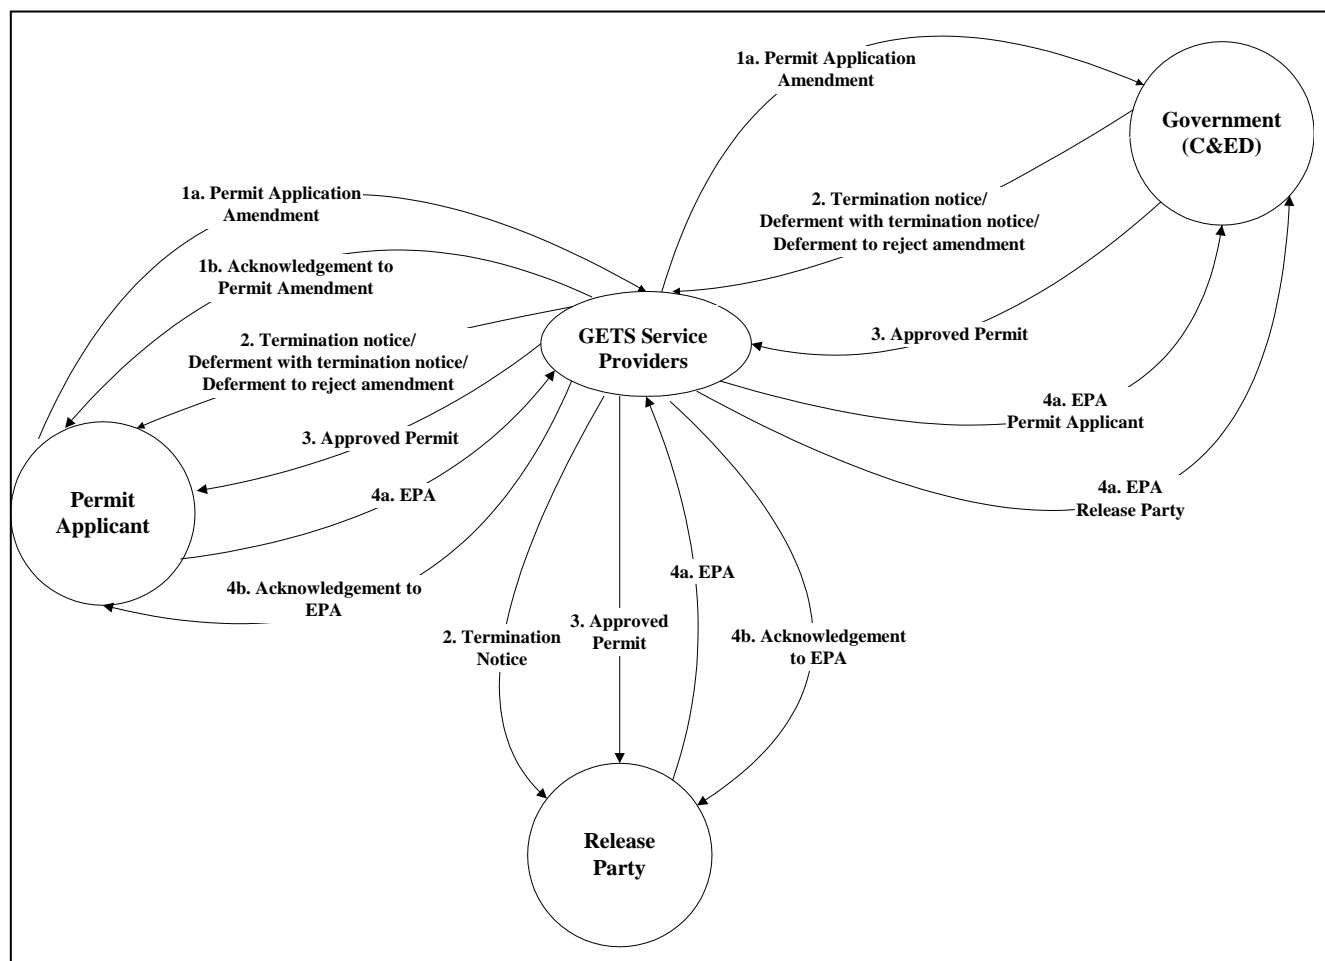 1a. Permit Application
Amendment
Government
(C&ED)
1a. Permit Application
Amendment
2. Termination notice/
Deferment with termination notice/
Deferment to reject amendment
1b. Acknowledgement to
Permit Amendment
2. Termination notice/
Deferment with termination notice/
Deferment to reject amendment
GETS Service
Providers
3. Approved Permit
4a. EPA
Permit Applicant
3. Approved Permit
4a. EPA
4a. EPA
Release Party
Permit
Applicant
4b. Acknowledgement to
EPA
4a. EPA
2. Termination
Notice
3. Approved
Permit
4b. Acknowledgement
to EPA
Release
Party